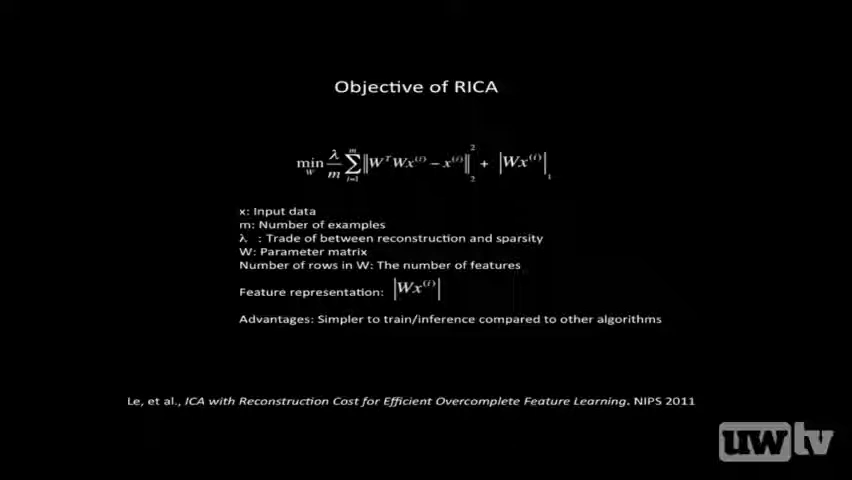 Objective of RICA
min_W λ/m ∑_{i=1}^{m} ‖W^T Wx^(i) − x^(i)‖_2^2 + |Wx^(i)|_1
x: Input data
m: Number of examples
λ : Trade of between reconstruction and sparsity
W: Parameter matrix
Number of rows in W: The number of features
Feature representation: |Wx^(i)|
Advantages: Simpler to train/inference compared to other algorithms
Le, et al., ICA with Reconstruction Cost for Efficient Overcomplete Feature Learning. NIPS 2011
uwtv